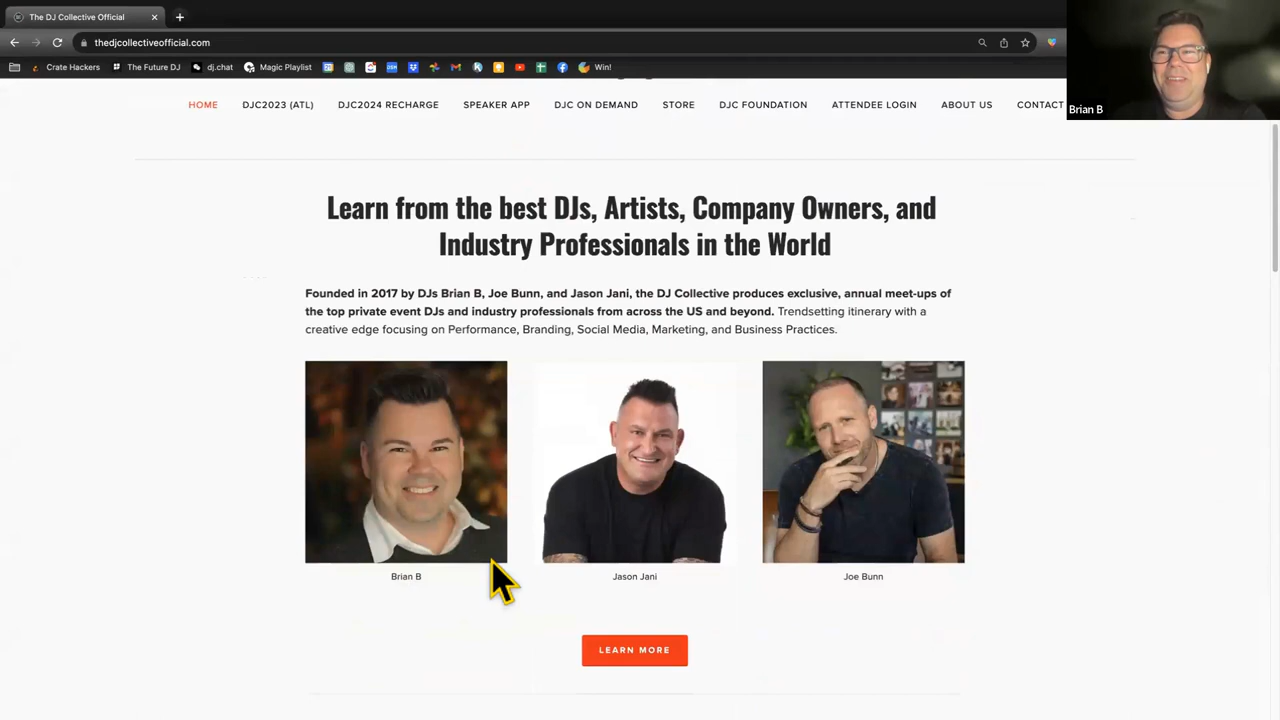 The DJ Collective Official
thedjcollectiveofficial.com
Crate Hackers The Future DJ dj.chat Magic Playlist Win!
HOME DJC2023 (ATL) DJC2024 RECHARGE SPEAKER APP DJC ON DEMAND STORE DJC FOUNDATION ATTENDEE LOGIN ABOUT US CONTACT
Brian B
Learn from the best DJs, Artists, Company Owners, and
Industry Professionals in the World
Founded in 2017 by DJs Brian B, Joe Bunn, and Jason Jani, the DJ Collective produces exclusive, annual meet-ups of
the top private event DJs and industry professionals from across the US and beyond. Trendsetting itinerary with a
creative edge focusing on Performance, Branding, Social Media, Marketing, and Business Practices.
Brian B Jason Jani Joe Bunn
LEARN MORE